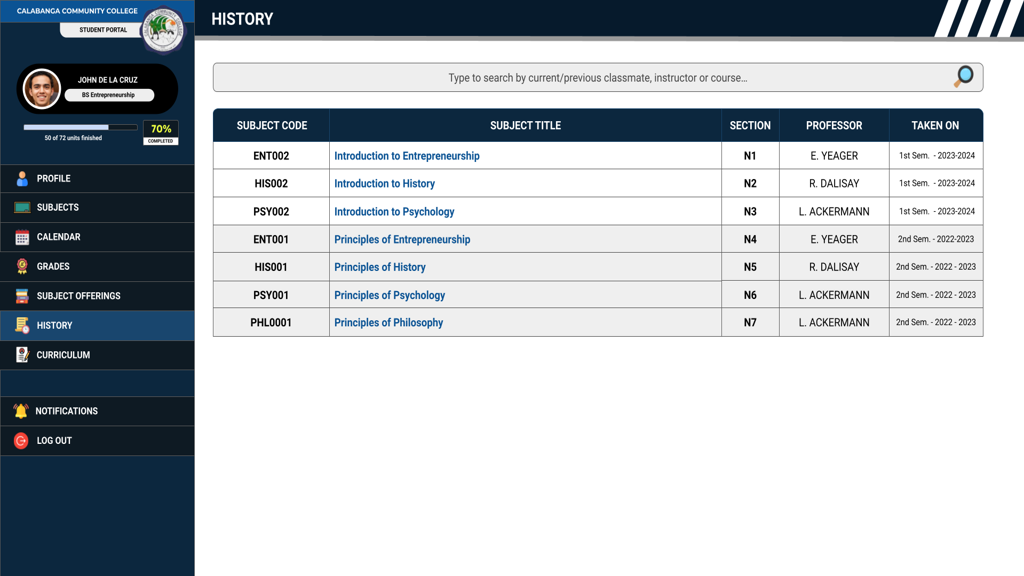 CALABANGA COMMUNITY COLLEGE
STUDENT PORTAL
JOHN DE LA CRUZ
BS Entrepreneurship
50 of 72 units finished
70%
COMPLETED
PROFILE
SUBJECTS
CALENDAR
GRADES
SUBJECT OFFERINGS
HISTORY
CURRICULUM
NOTIFICATIONS
LOG OUT
HISTORY
Type to search by current/previous classmate, instructor or course...
SUBJECT CODE SUBJECT TITLE SECTION PROFESSOR TAKEN ON
ENT002 Introduction to Entrepreneurship N1 E. YEAGER 1st Sem. - 2023-2024
HIS002 Introduction to History N2 R. DALISAY 1st Sem. - 2023-2024
PSY002 Introduction to Psychology N3 L. ACKERMANN 1st Sem. - 2023-2024
ENT001 Principles of Entrepreneurship N4 E. YEAGER 2nd Sem. - 2022-2023
HIS001 Principles of History N5 R. DALISAY 2nd Sem. - 2022 - 2023
PSY001 Principles of Psychology N6 L. ACKERMANN 2nd Sem. - 2022 - 2023
PHL0001 Principles of Philosophy N7 L. ACKERMANN 2nd Sem. - 2022 - 2023